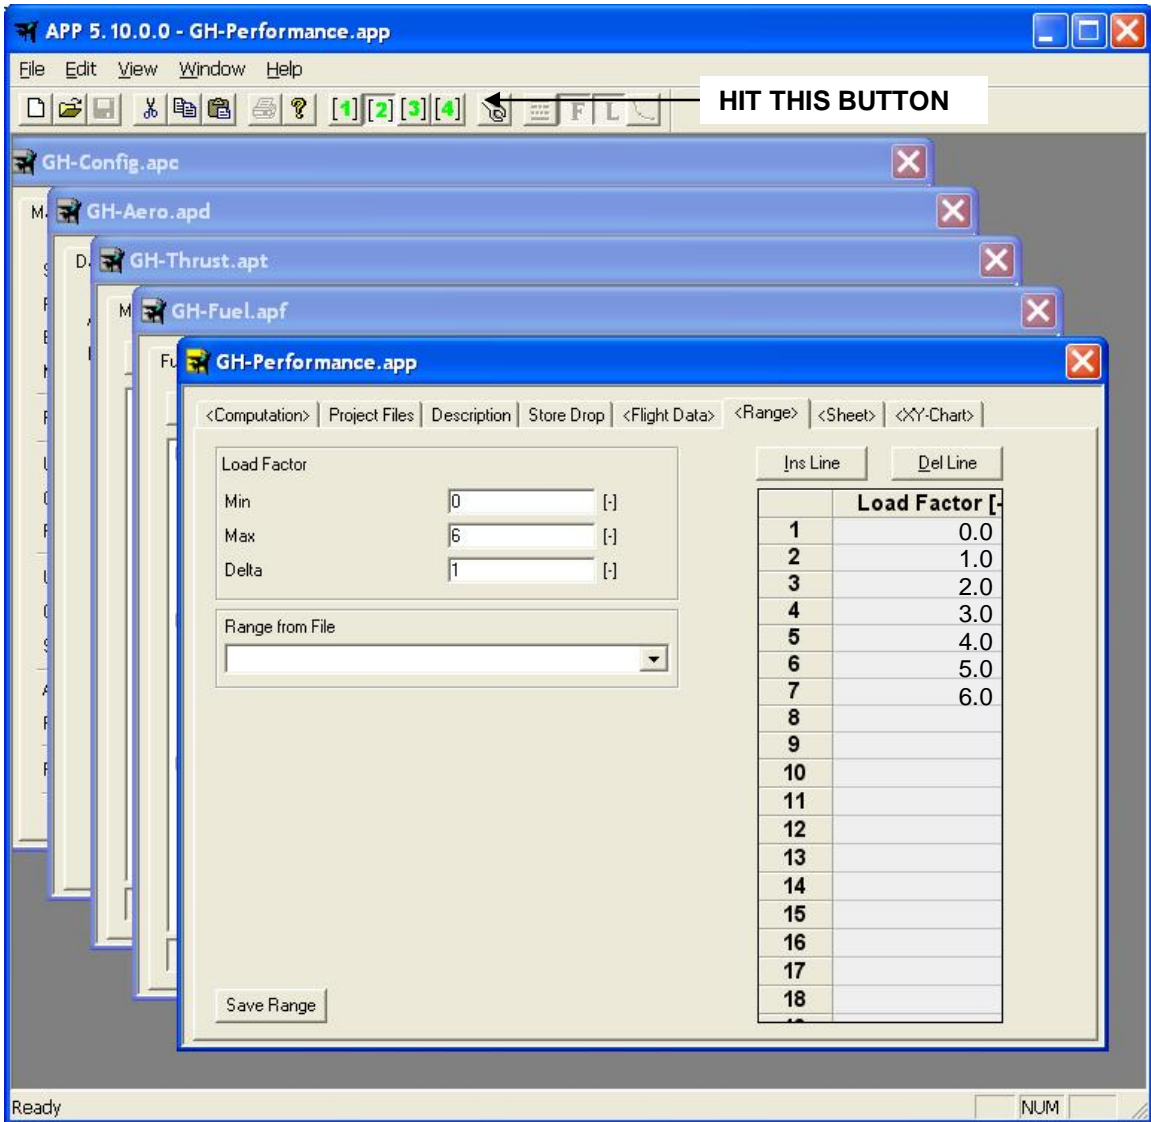 APP 5.10.0.0 - GH-Performance.app
File Edit View Window Help
[1] [2] [3] [4] F L
HIT THIS BUTTON
GH-Config.apc
GH-Aero.apd
GH-Thrust.apt
GH-Fuel.apf
GH-Performance.app
<Computation> Project Files Description Store Drop <Flight Data> <Range> <Sheet> <XY-Chart>
Load Factor
Min 0 [-]
Max 6 [-]
Delta 1 [-]
Range from File
Save Range
Ins Line Del Line
Load Factor [-
1 0.0
2 1.0
3 2.0
4 3.0
5 4.0
6 5.0
7 6.0
8
9
10
11
12
13
14
15
16
17
18
Ready NUM